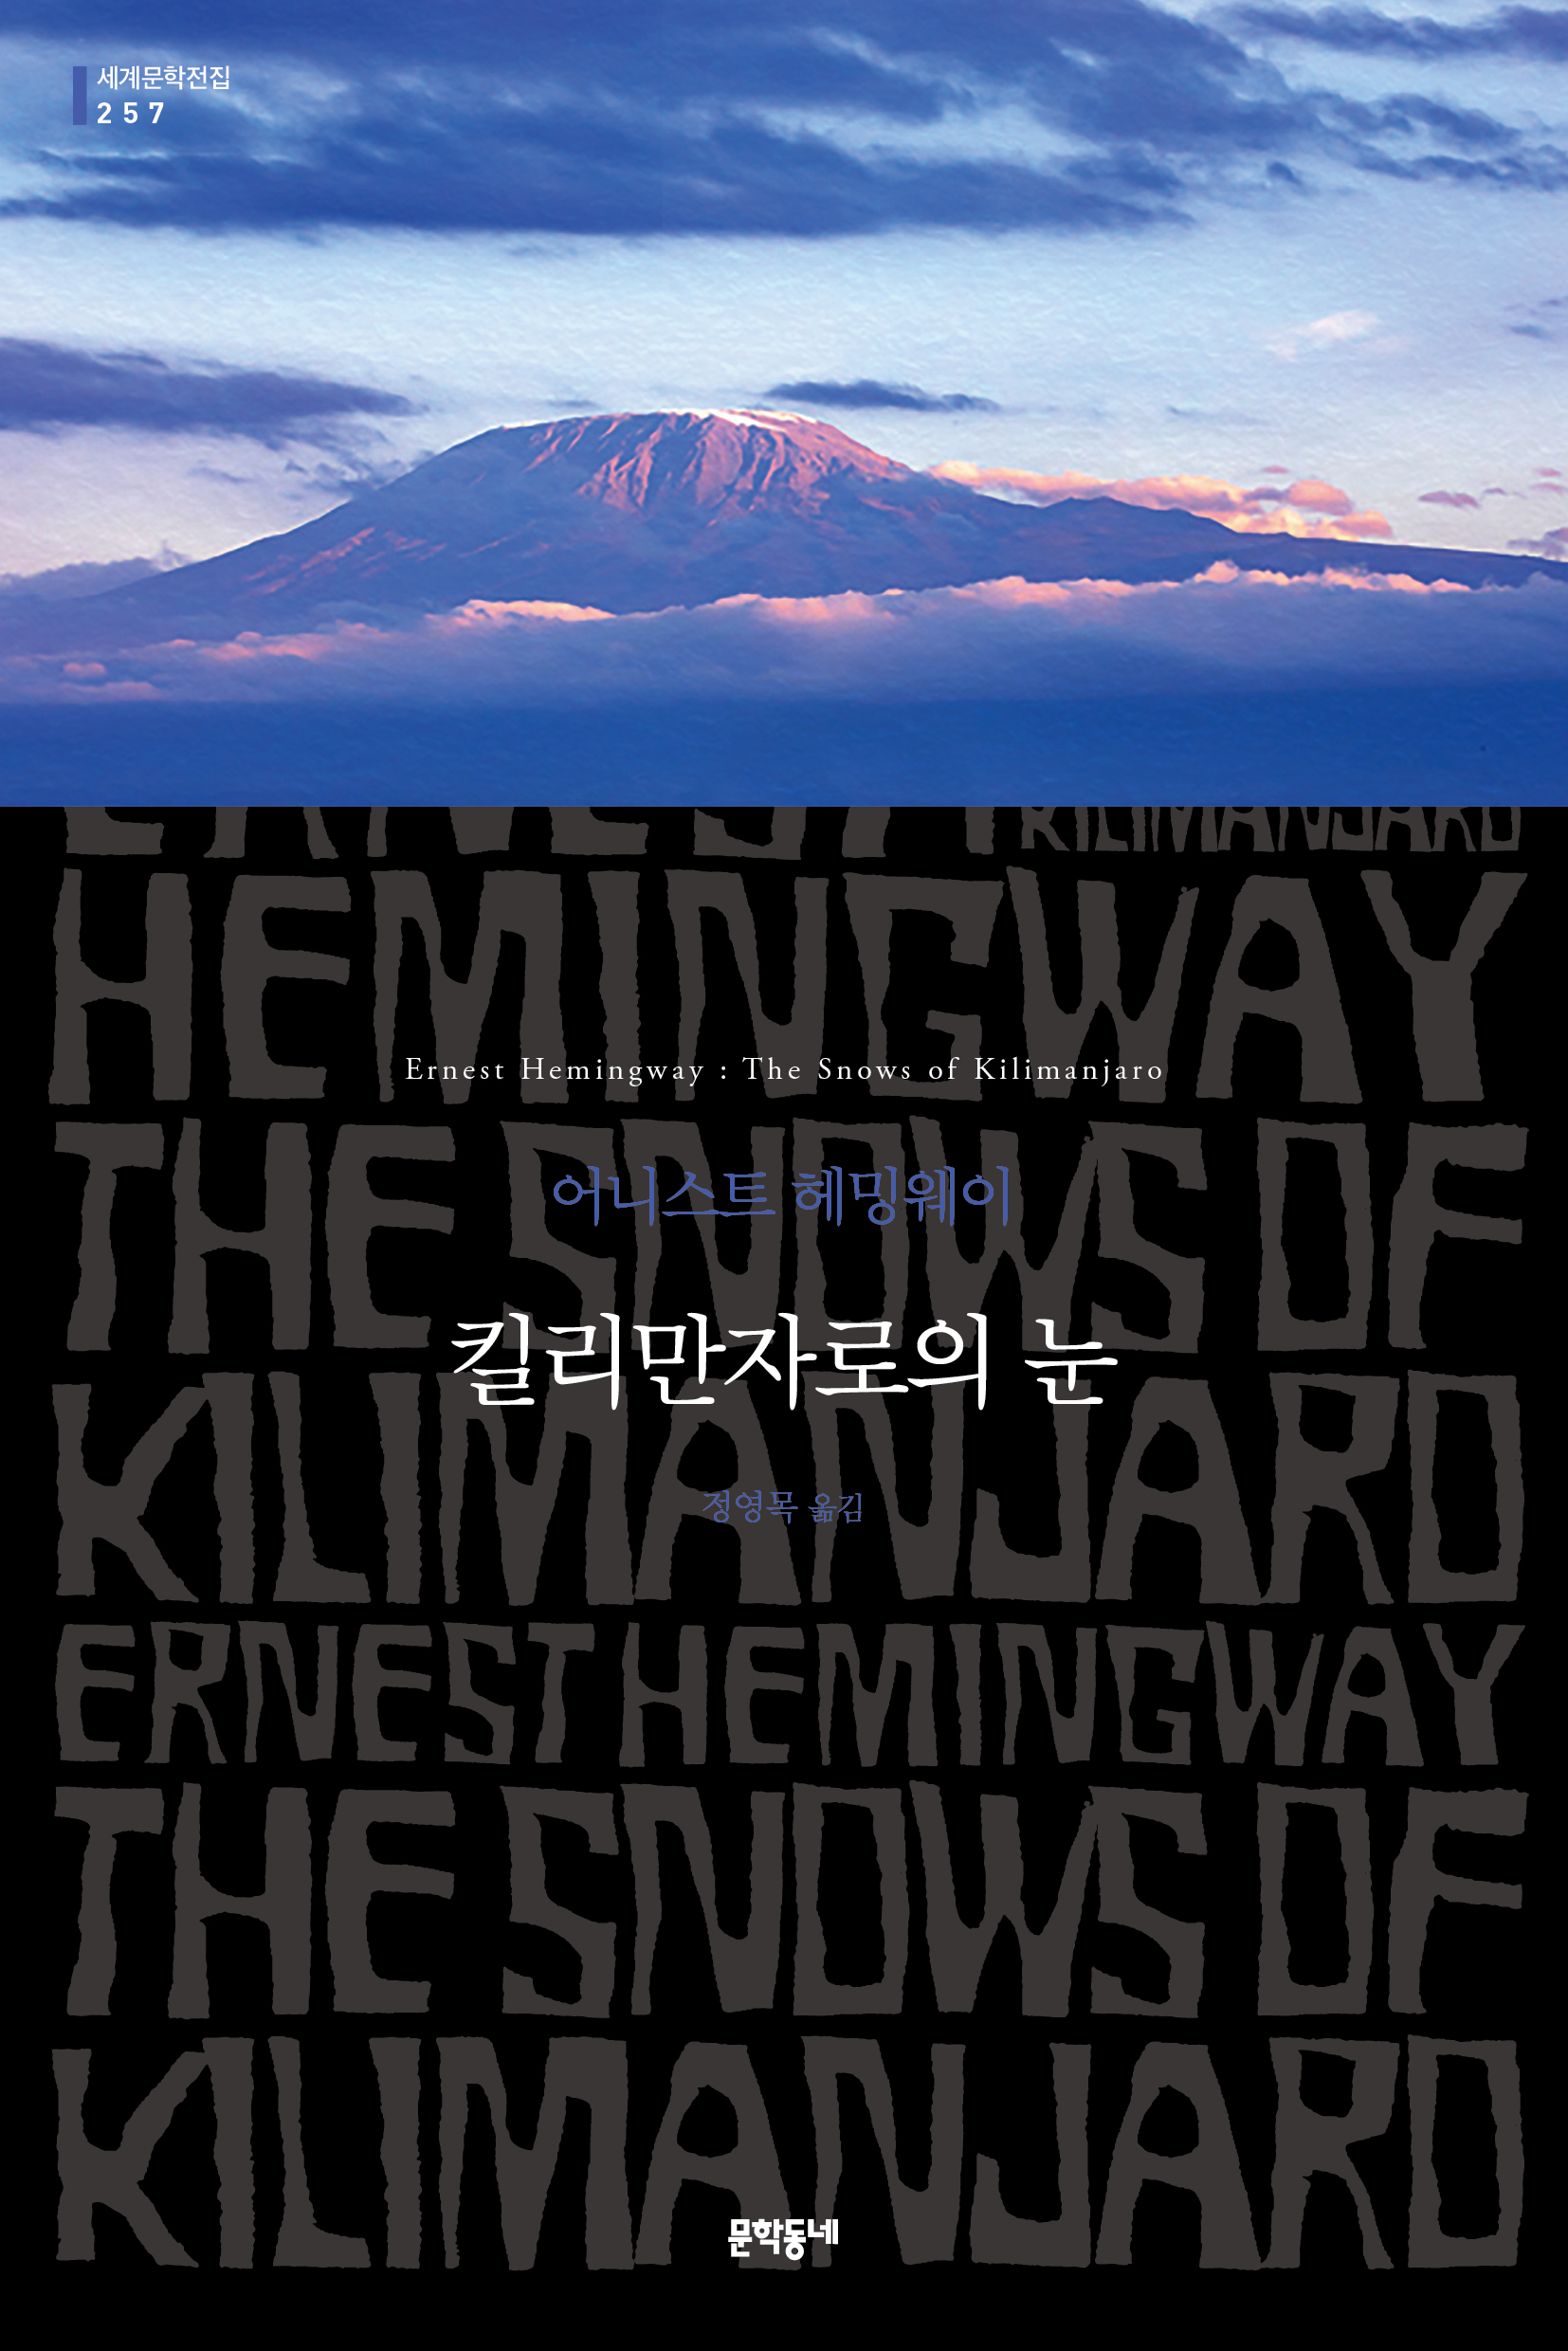 세계문학전집
257
ERNEST KILIMANJARO
HEMINGWAY
Ernest Hemingway : The Snows of Kilimanjaro
THE SNOWS OF
어니스트 헤밍웨이
킬리만자로의 눈
KILIMANJARO
정영목 옮김
ERNEST HEMINGWAY
THE SNOWS OF
KILIMANJARO
문학동네